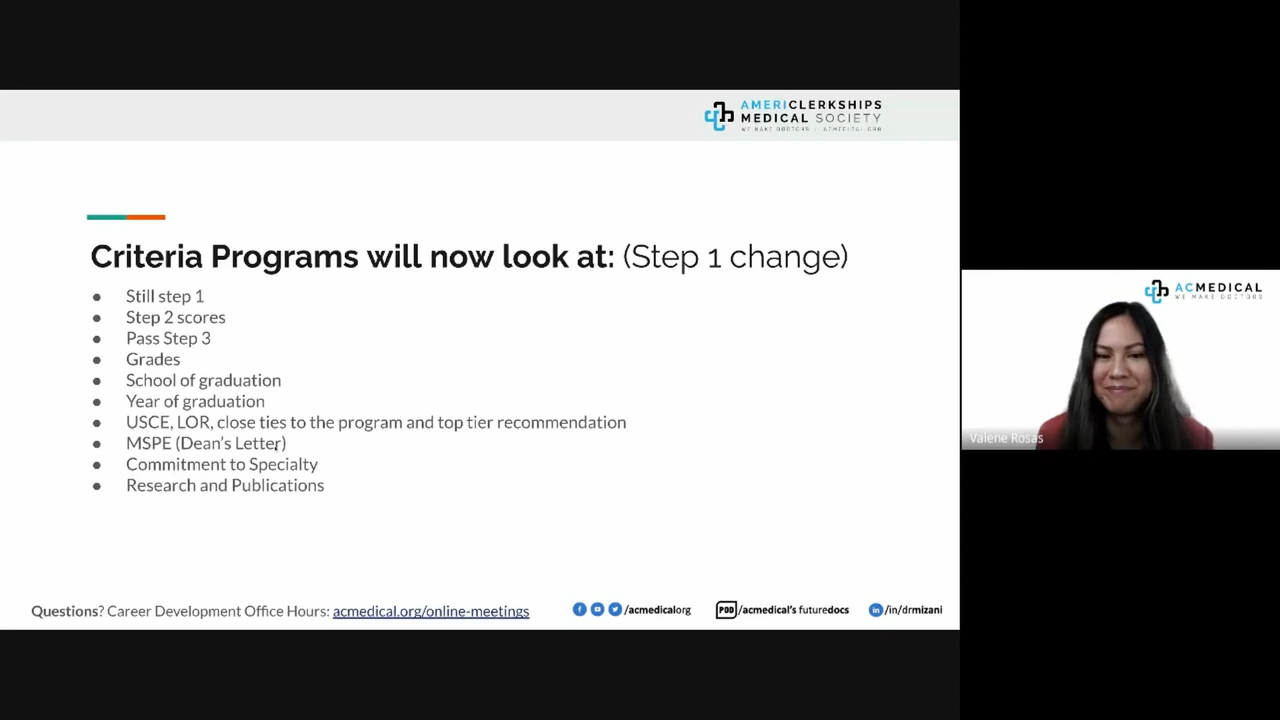 AMERICLERKSHIPS
MEDICAL SOCIETY
WE MAKE DOCTORS | ACMEDICAL.ORG
Criteria Programs will now look at: (Step 1 change)
● Still step 1
● Step 2 scores
● Pass Step 3
● Grades
● School of graduation
● Year of graduation
● USCE, LOR, close ties to the program and top tier recommendation
● MSPE (Dean's Letter)
● Commitment to Specialty
● Research and Publications
Questions? Career Development Office Hours: acmedical.org/online-meetings
/acmedicalorg
POD /acmedical's futuredocs
in /in/drmizani
ACMEDICAL
WE MAKE DOCTORS
Valene Rosas